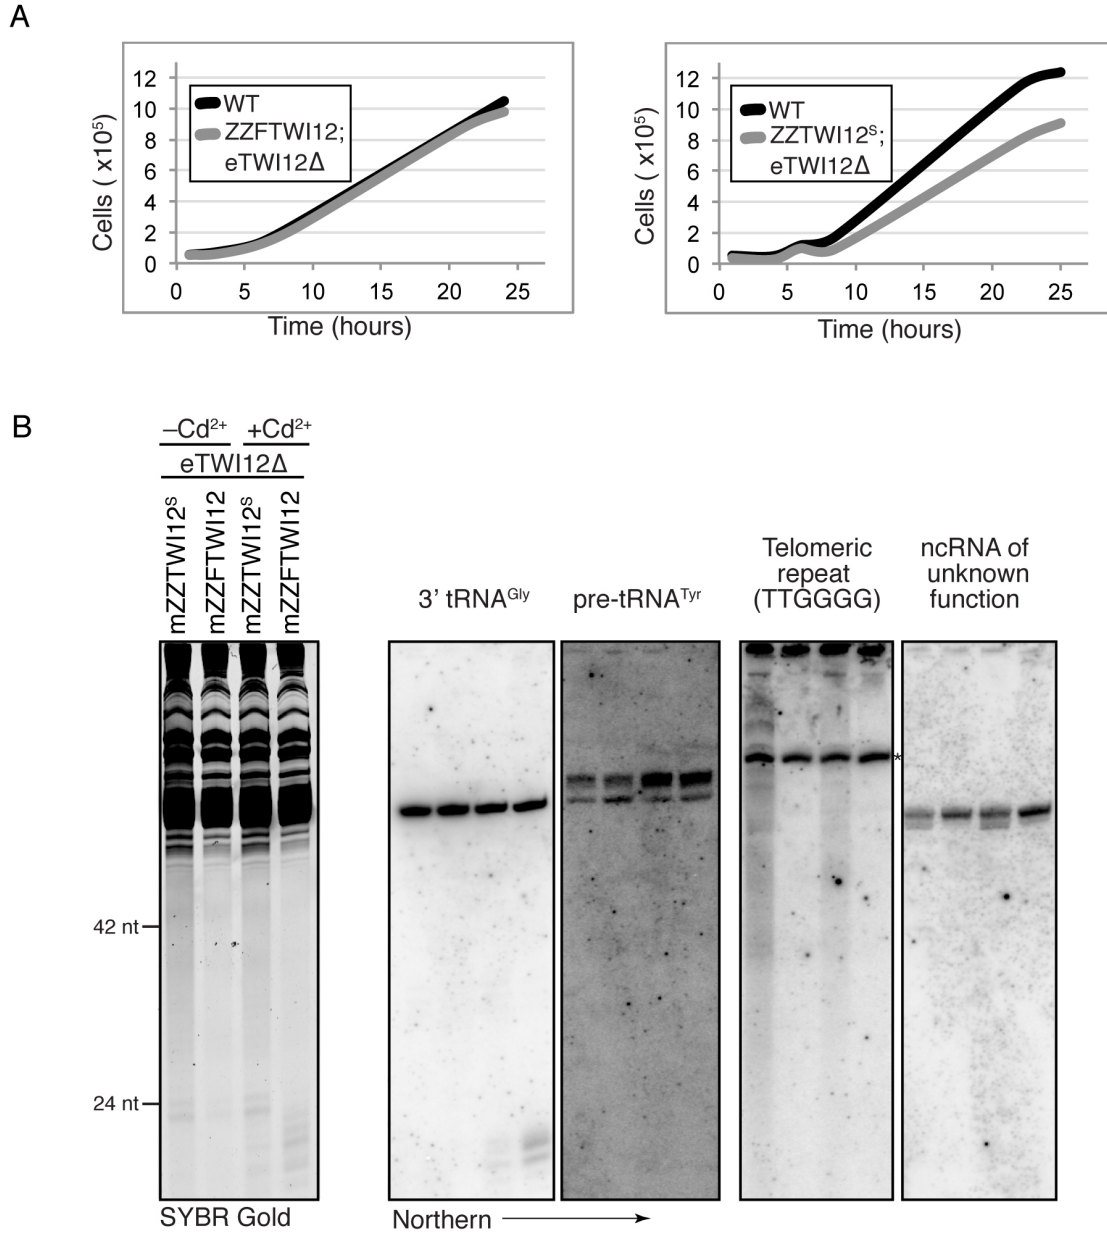 A
12
10
8
6
4
2
0
Cells ( x10⁵)
WT
ZZFTWI12;
eTWI12Δ
0 5 10 15 20 25
Time (hours)
12
10
8
6
4
2
0
Cells ( x10⁵)
WT
ZZTWI12ˢ;
eTWI12Δ
0 5 10 15 20 25
Time (hours)
B
–Cd²⁺ +Cd²⁺
eTWI12Δ
mZZTWI12ˢ
mZZFTWI12
mZZTWI12ˢ
mZZFTWI12
42 nt
24 nt
SYBR Gold
3' tRNAᴳˡʸ
pre-tRNAᵀʸʳ
Telomeric
repeat
(TTGGGG)
ncRNA of
unknown
function
*
Northern